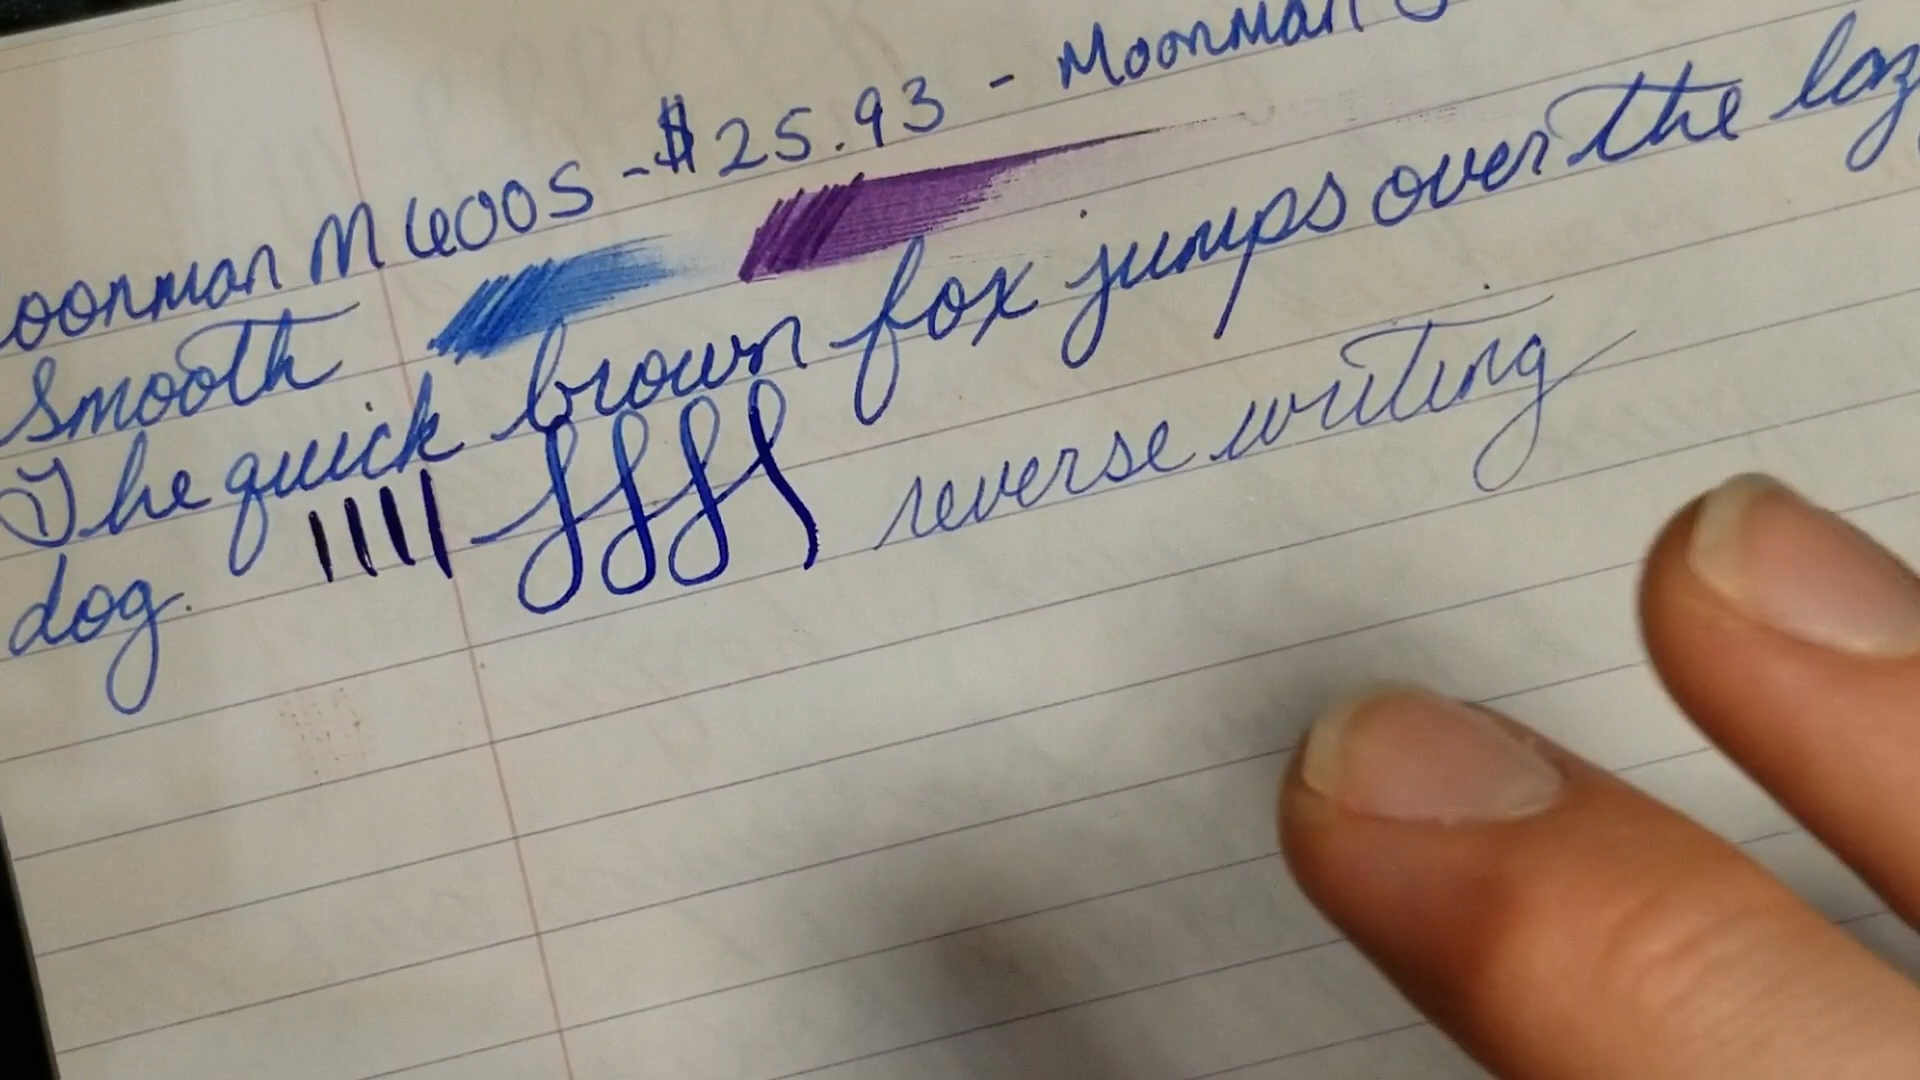 oonman M600S - $25.93 - Moonman
Smooth
The quick brown fox jumps over the laz
dog. reverse writing